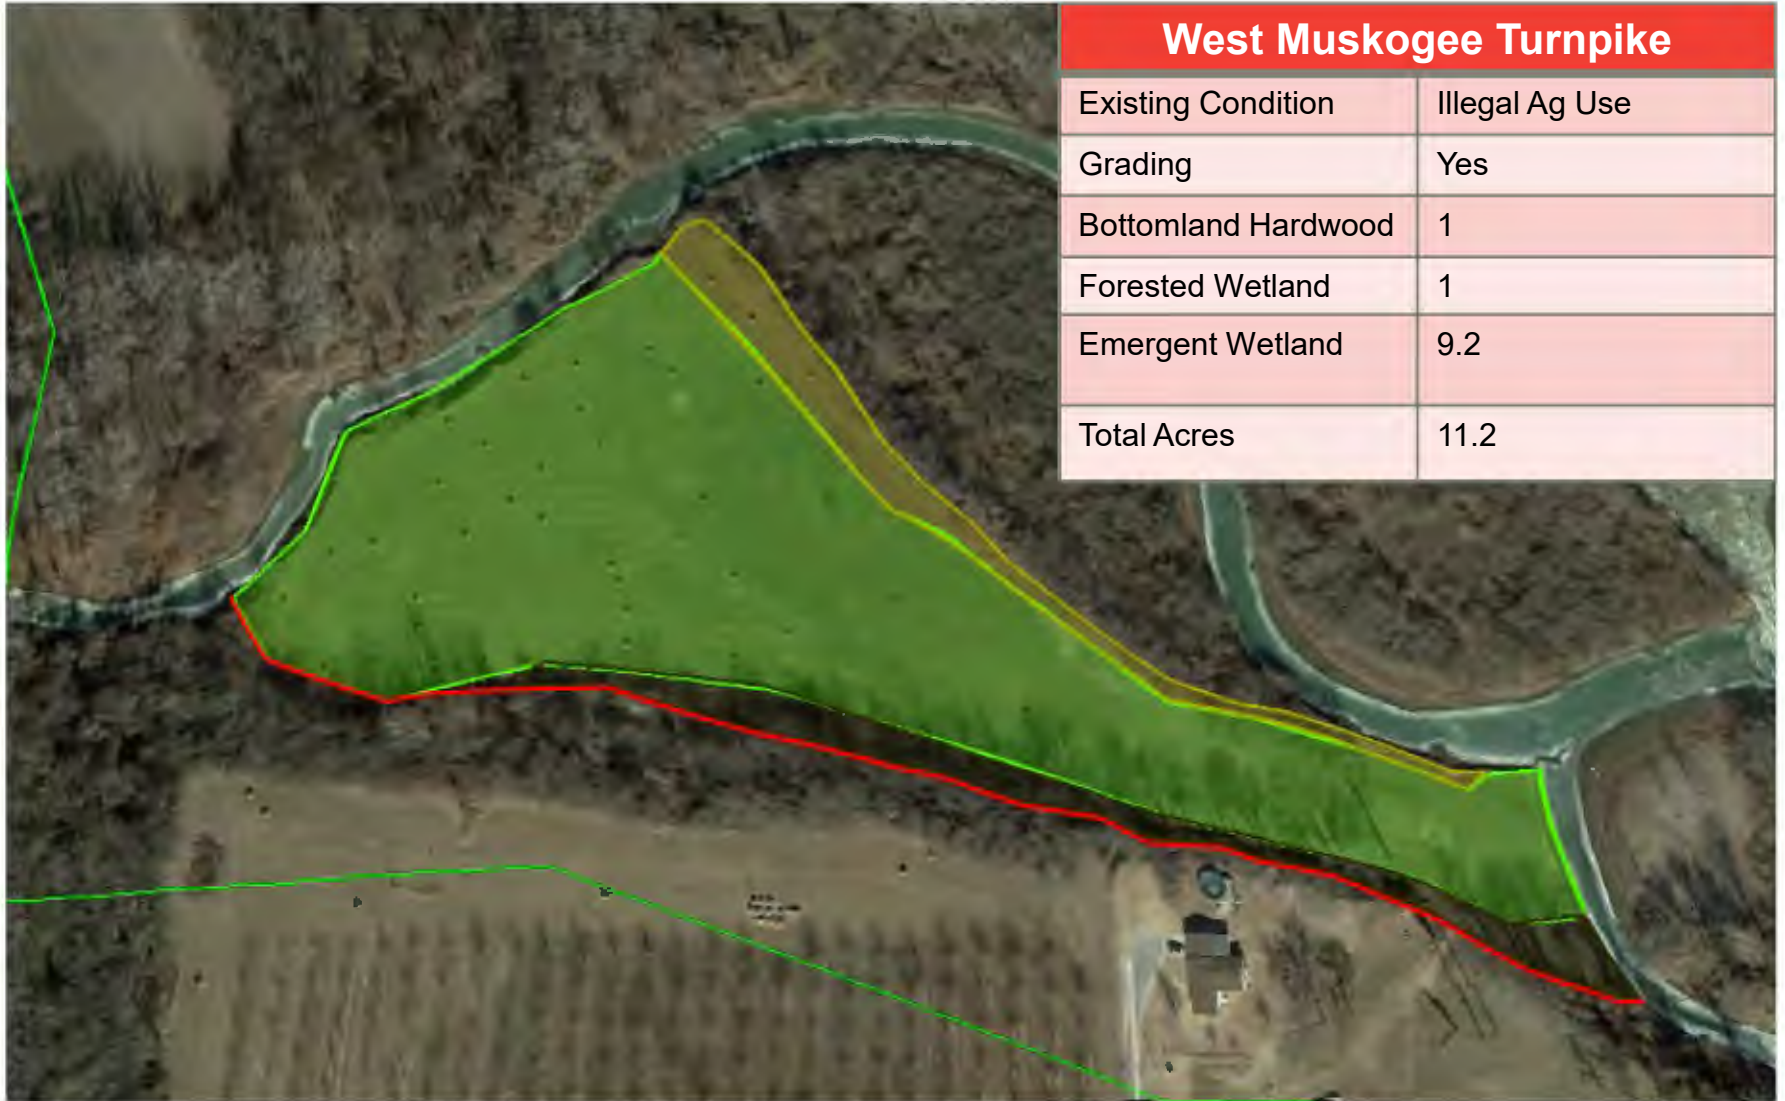 West Muskogee Turnpike
Existing Condition Illegal Ag Use
Grading Yes
Bottomland Hardwood 1
Forested Wetland 1
Emergent Wetland 9.2
Total Acres 11.2